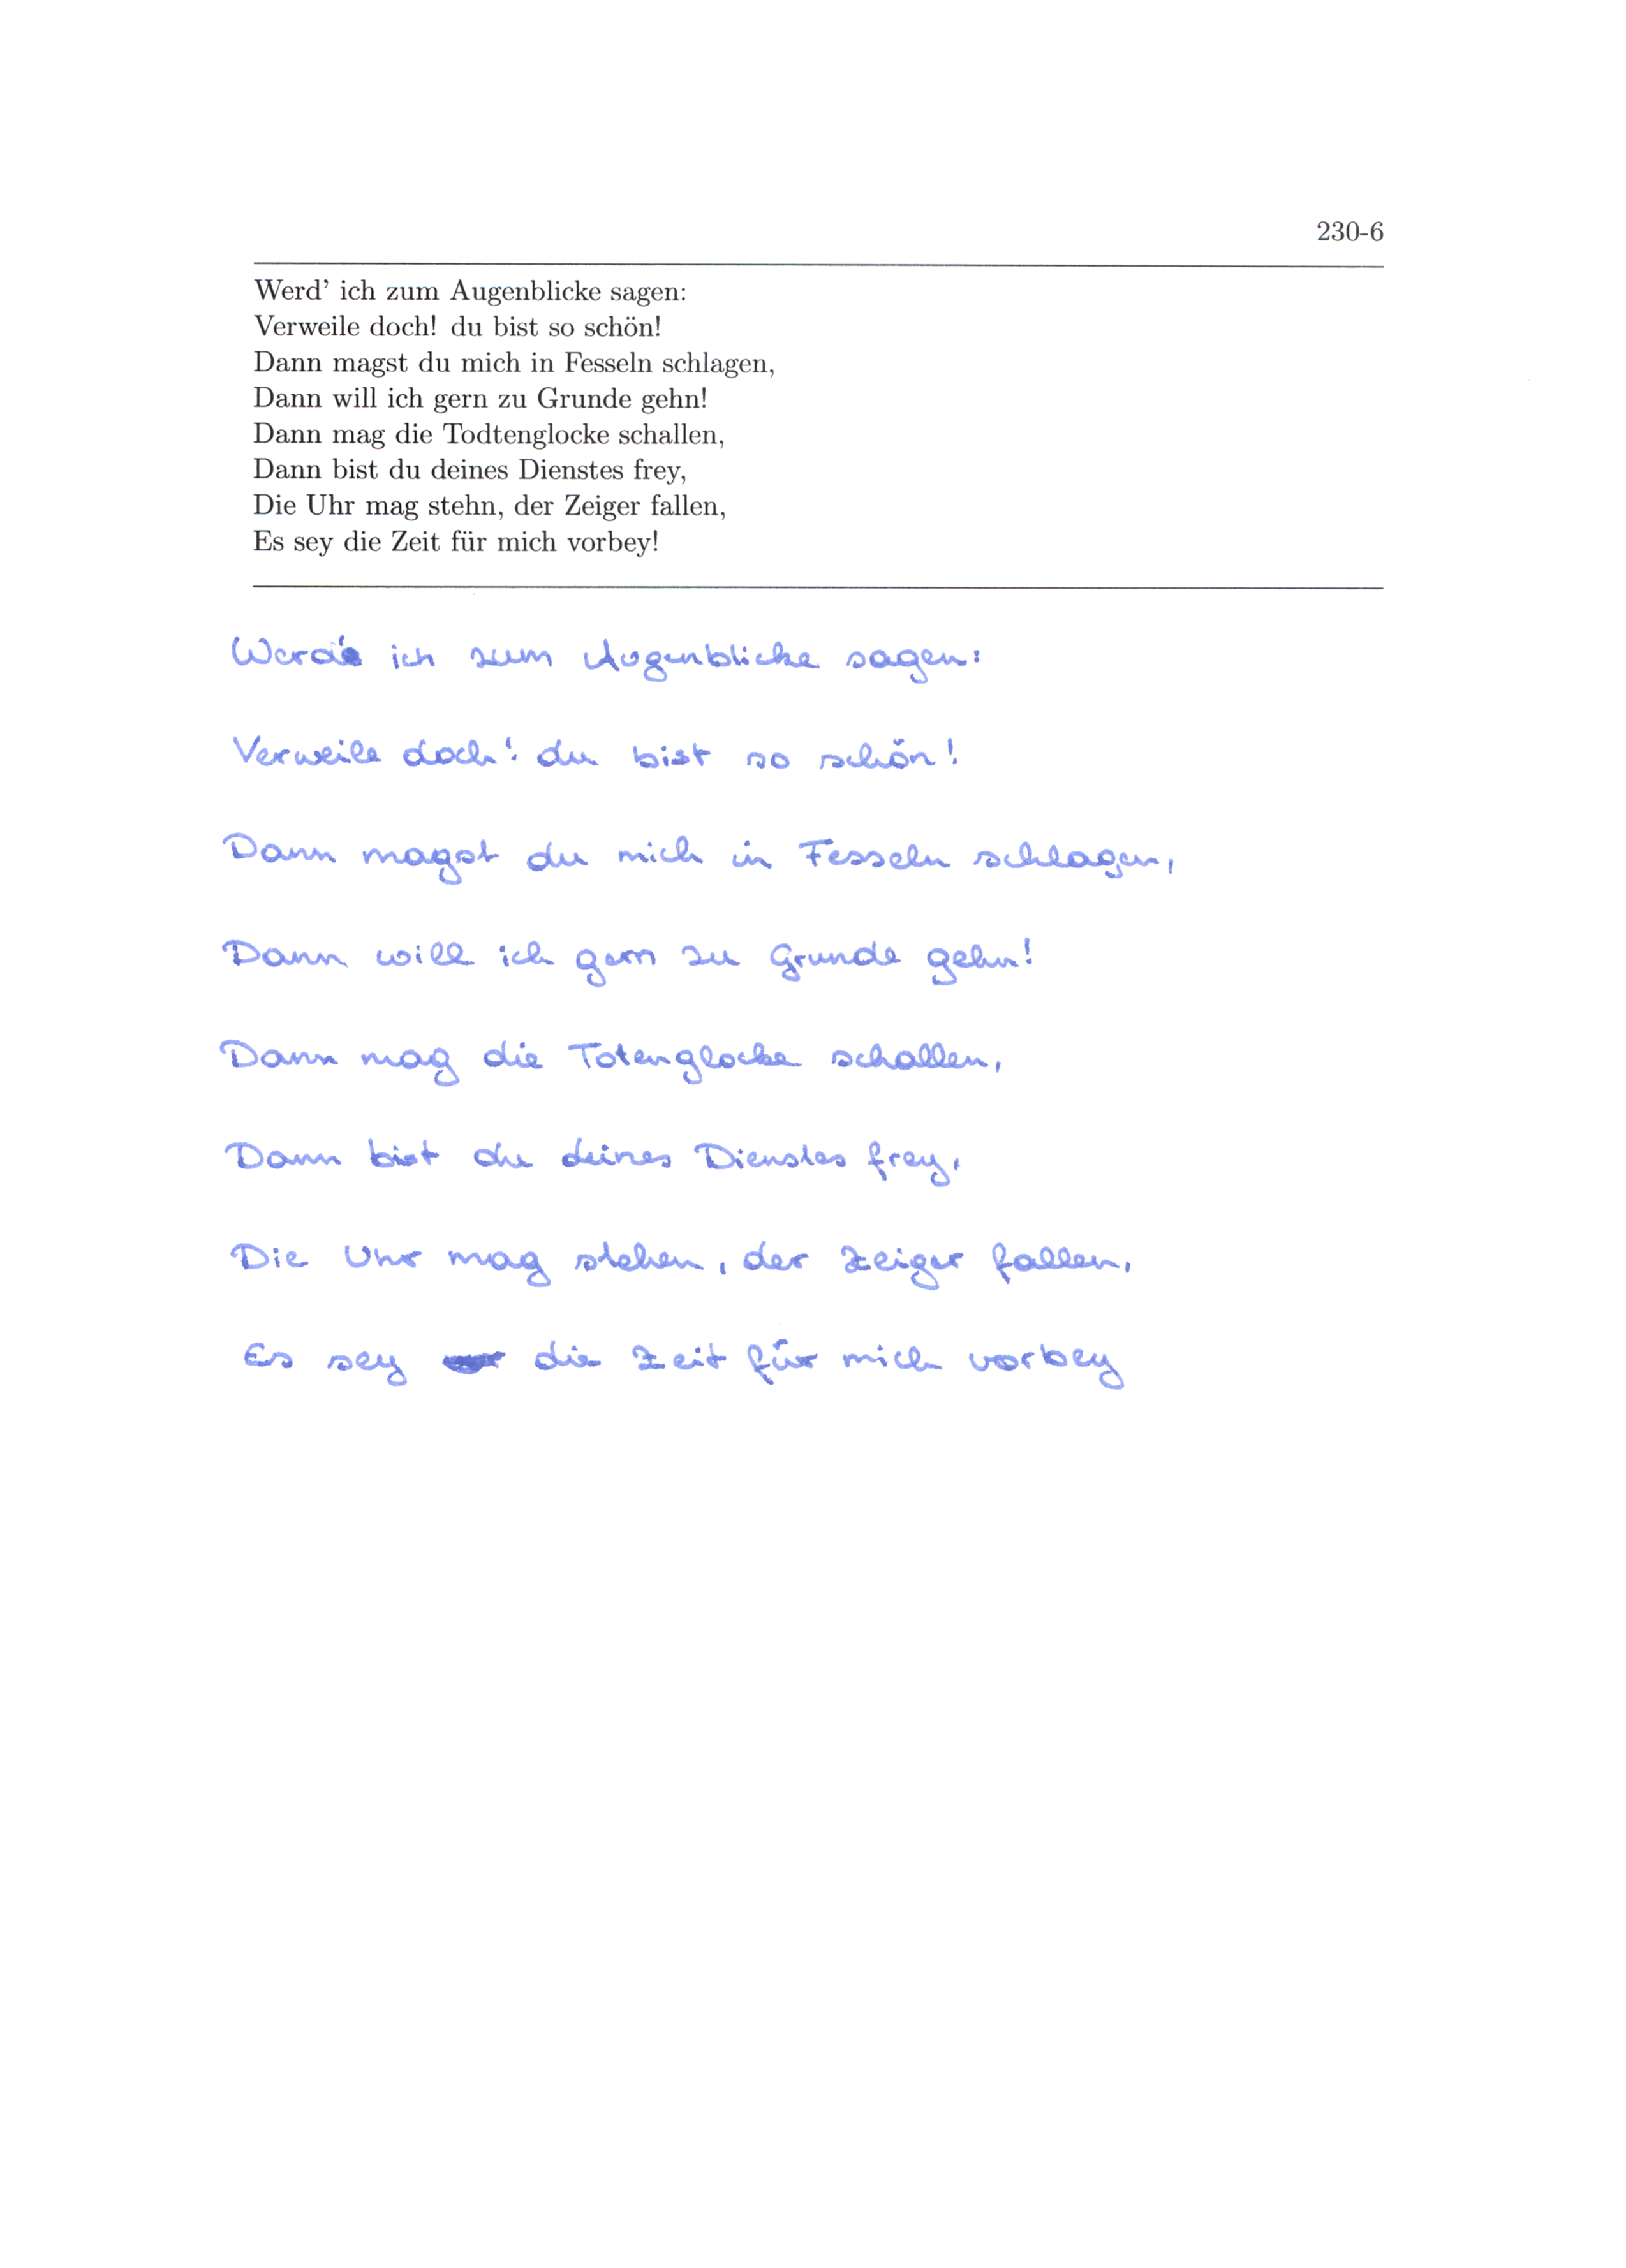 230-6
Werd' ich zum Augenblicke sagen:
Verweile doch! du bist so schön!
Dann magst du mich in Fesseln schlagen,
Dann will ich gern zu Grunde gehn!
Dann mag die Todtenglocke schallen,
Dann bist du deines Dienstes frey,
Die Uhr mag stehn, der Zeiger fallen,
Es sey die Zeit für mich vorbey!
Werd' ich zum Augenblicke sagen:
Verweile doch! du bist so schön!
Dann magst du mich in Fesseln schlagen,
Dann will ich gern zu Grunde gehn!
Dann mag die Totenglocke schallen,
Dann bist du deines Dienstes frey,
Die Uhr mag stehen, der Zeiger fallen,
Es sey die Zeit für mich vorbey